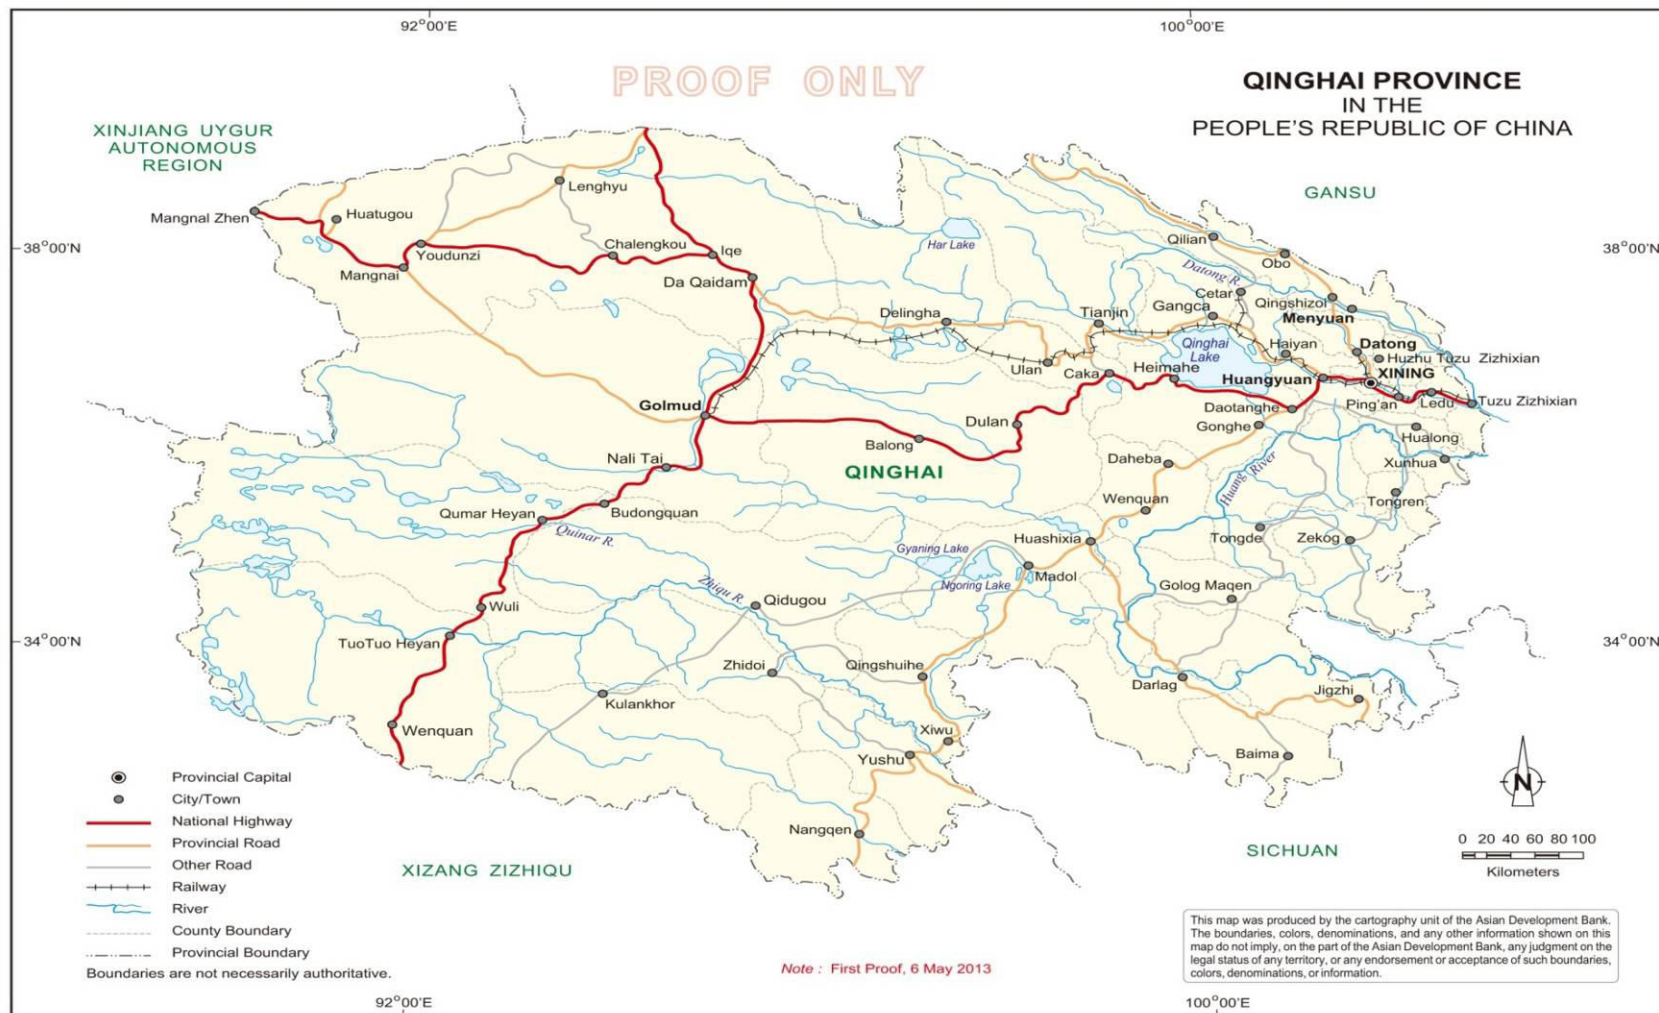 92°00'E
100°00'E
PROOF ONLY
QINGHAI PROVINCE
IN THE
PEOPLE'S REPUBLIC OF CHINA
XINJIANG UYGUR
AUTONOMOUS
REGION
GANSU
Lenghyu
Mangnal Zhen
Huatugou
38°00'N
38°00'N
Youdunzi
Chalengkou
Iqe
Har Lake
Qilian
Obo
Mangnai
Da Qaidam
Datong R.
Cetar
Gangca
Qingshizol
Menyuan
Delingha
Tianjin
Qinghai
Lake
Haiyan
Datong
Huzhu Tuzu Zizhixian
Ulan
Caka
Heimahe
Huangyuan
XINING
Golmud
Daotanghe
Ping'an
Ledu
Tuzu Zizhixian
Dulan
Gonghe
Balong
Hualong
Nali Tai
QINGHAI
Daheba
Huang River
Xunhua
Wenquan
Tongren
Qumar Heyan
Budongquan
Quinar R.
Huashixia
Tongde
Zekog
Gyaning Lake
Ngoring Lake
Madol
Zhiqu R.
Golog Maqen
Wuli
Qidugou
34°00'N
TuoTuo Heyan
34°00'N
Zhidoi
Qingshuihe
Darlag
Jigzhi
Kulankhor
Wenquan
Xiwu
Yushu
Baima
Nangqen
N
Provincial Capital
City/Town
National Highway
Provincial Road
Other Road
Railway
River
County Boundary
Provincial Boundary
Boundaries are not necessarily authoritative.
XIZANG ZIZHIQU
SICHUAN
0 20 40 60 80 100
Kilometers
Note : First Proof, 6 May 2013
This map was produced by the cartography unit of the Asian Development Bank.
The boundaries, colors, denominations, and any other information shown on this
map do not imply, on the part of the Asian Development Bank, any judgment on the
legal status of any territory, or any endorsement or acceptance of such boundaries,
colors, denominations, or information.
92°00'E
100°00'E